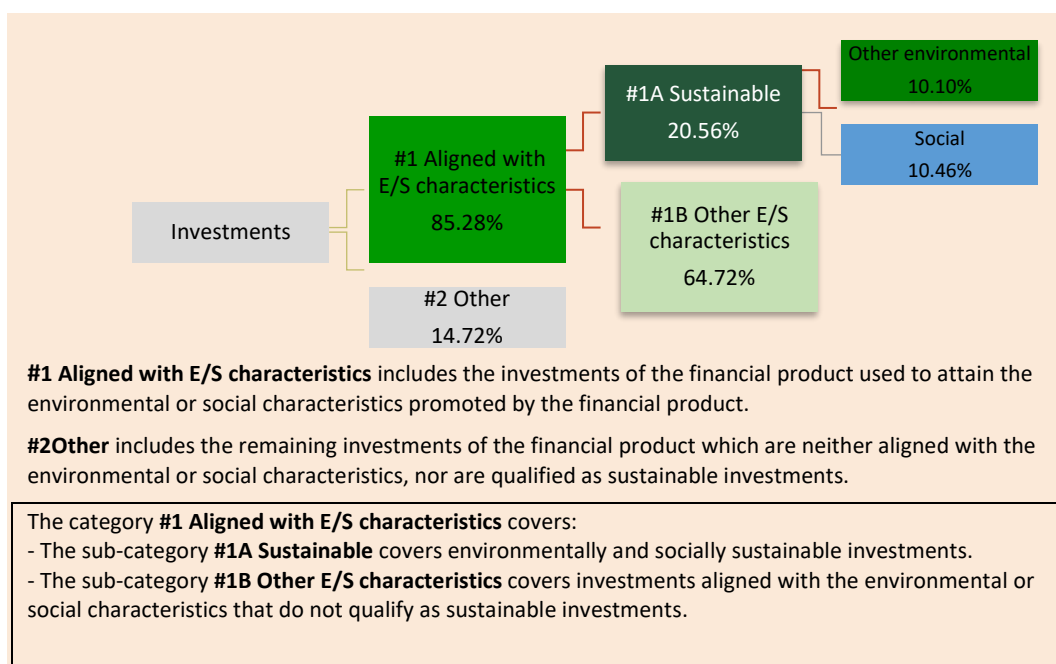 Investments
#1 Aligned with
E/S characteristics
85.28%
#2 Other
14.72%
#1A Sustainable
20.56%
#1B Other E/S
characteristics
64.72%
Other environmental
10.10%
Social
10.46%
#1 Aligned with E/S characteristics includes the investments of the financial product used to attain the
environmental or social characteristics promoted by the financial product.
#2Other includes the remaining investments of the financial product which are neither aligned with the
environmental or social characteristics, nor are qualified as sustainable investments.
The category #1 Aligned with E/S characteristics covers:
- The sub-category #1A Sustainable covers environmentally and socially sustainable investments.
- The sub-category #1B Other E/S characteristics covers investments aligned with the environmental or
social characteristics that do not qualify as sustainable investments.